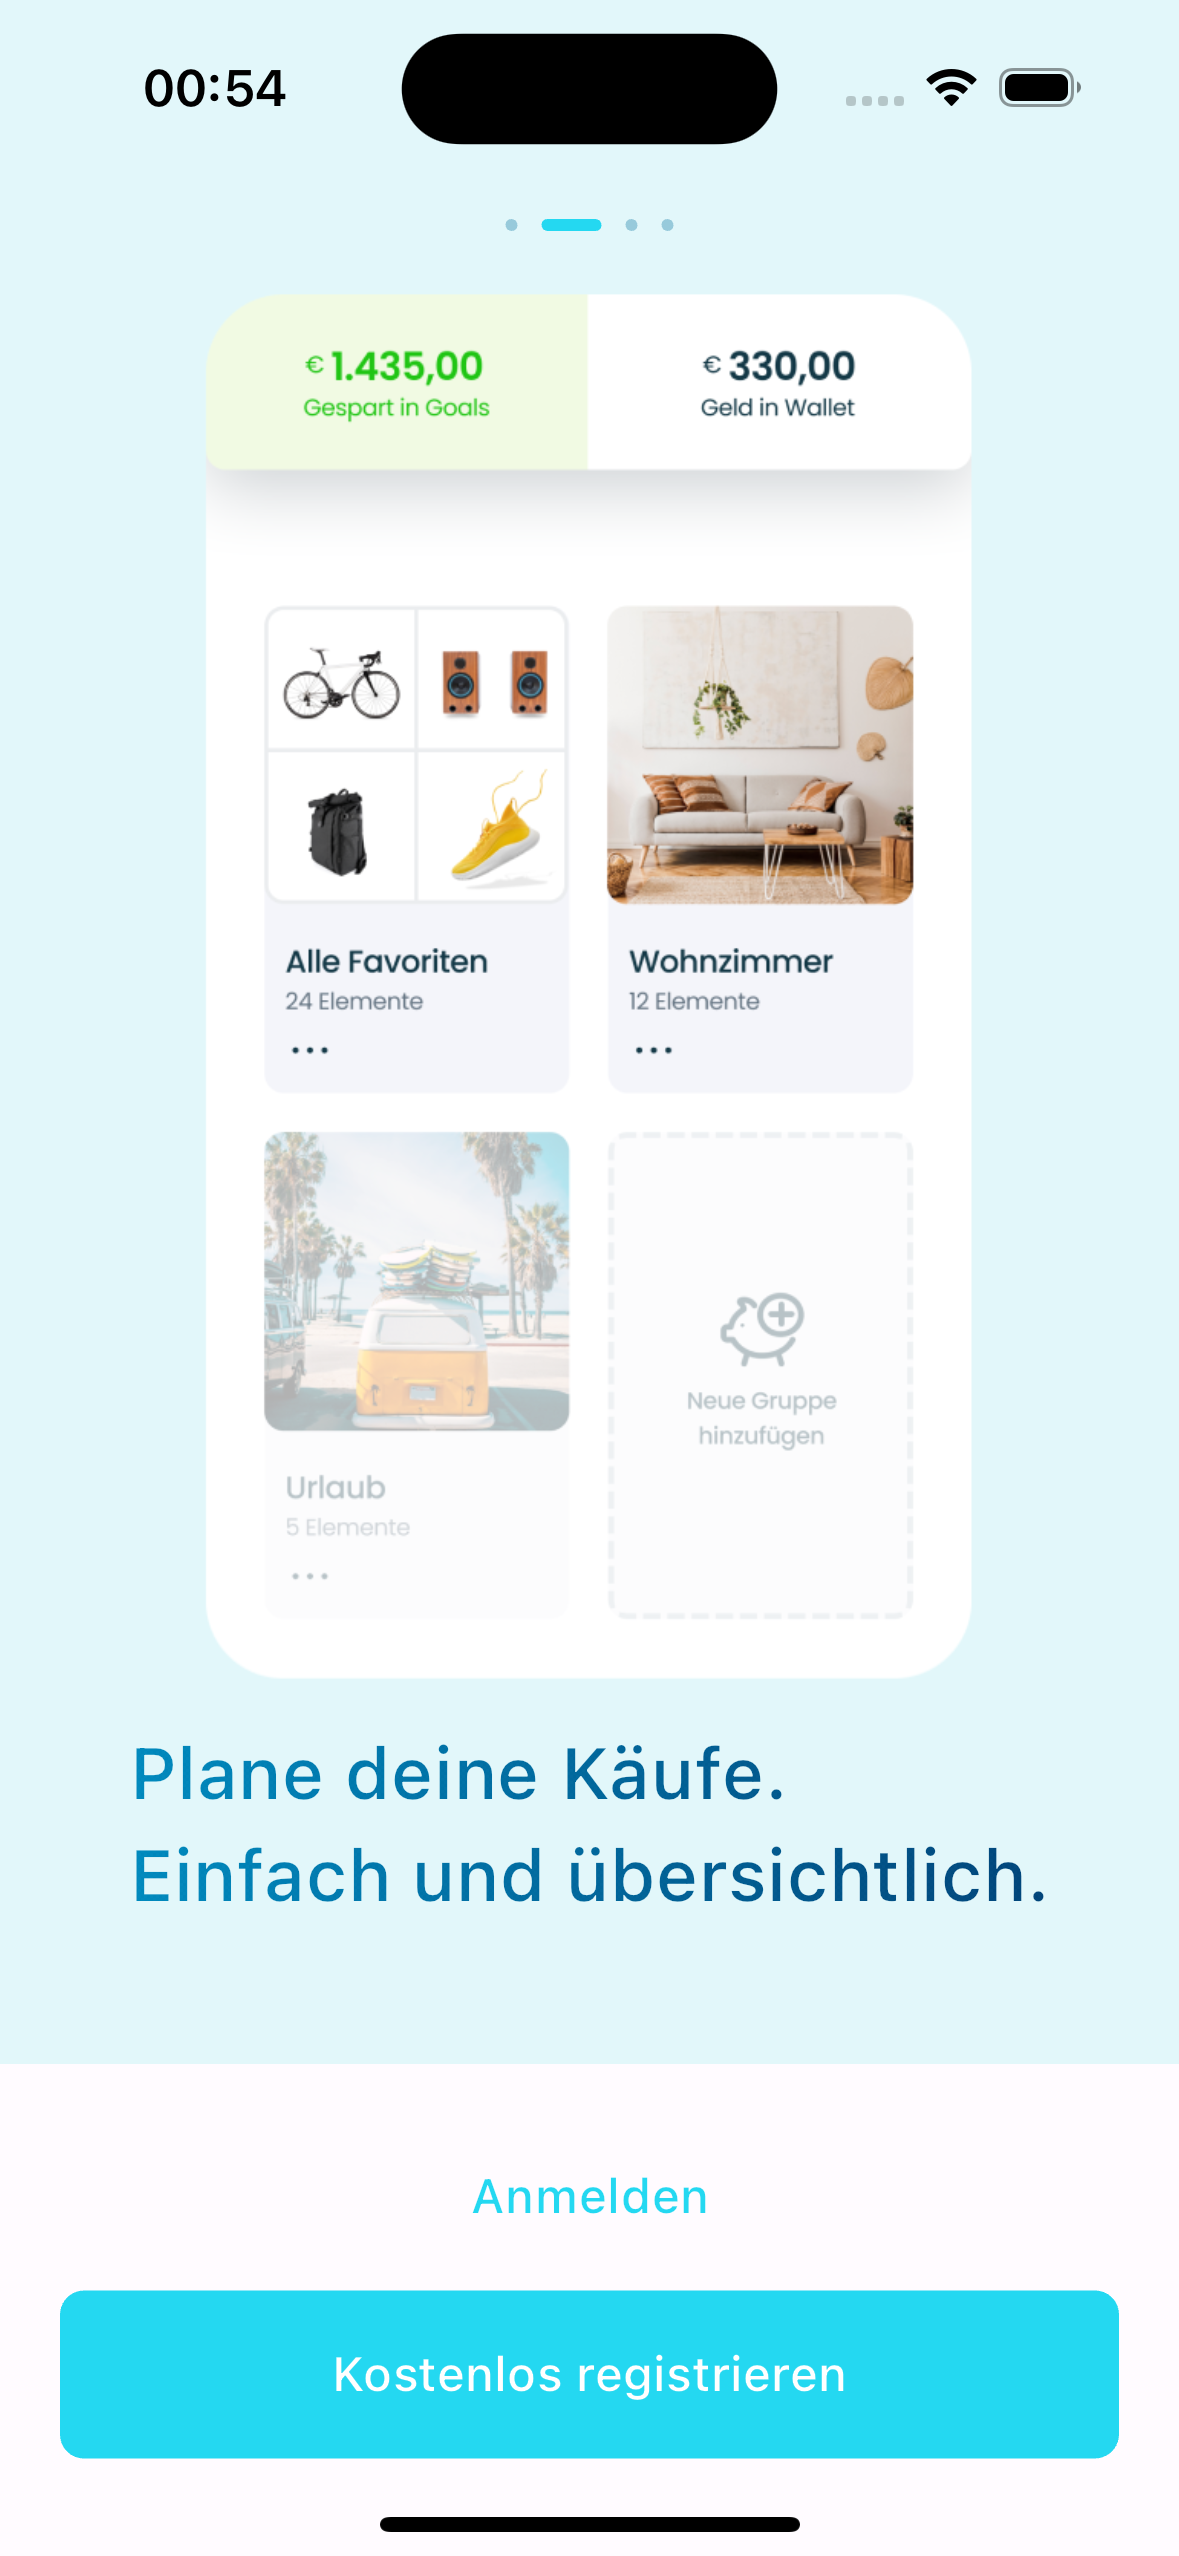 00:54
€ 1.435,00
Gespart in Goals
€ 330,00
Geld in Wallet
Alle Favoriten
24 Elemente
Wohnzimmer
12 Elemente
Urlaub
5 Elemente
Neue Gruppe
hinzufügen
Plane deine Käufe.
Einfach und übersichtlich.
Anmelden
Kostenlos registrieren